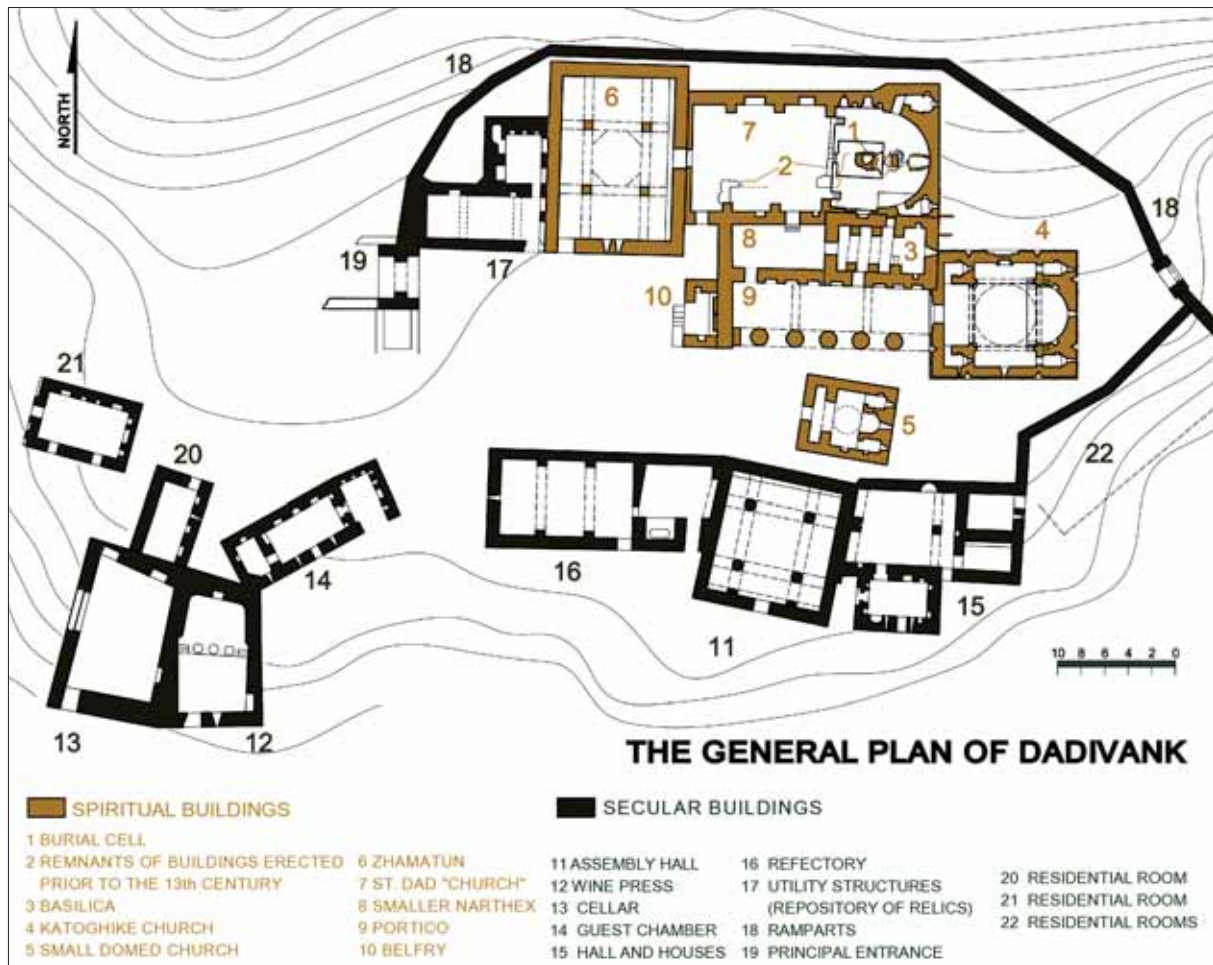 NORTH
18
6
7
1
2
18
4
8
3
19
17
10
9
21
5
20
22
14
16
15
11
10 8 6 4 2 0
13
12
THE GENERAL PLAN OF DADIVANK
SPIRITUAL BUILDINGS
1 BURIAL CELL
2 REMNANTS OF BUILDINGS ERECTED
PRIOR TO THE 13th CENTURY
3 BASILICA
4 KATOGHIKE CHURCH
5 SMALL DOMED CHURCH
6 ZHAMATUN
7 ST. DAD "CHURCH"
8 SMALLER NARTHEX
9 PORTICO
10 BELFRY
SECULAR BUILDINGS
11 ASSEMBLY HALL
12 WINE PRESS
13 CELLAR
14 GUEST CHAMBER
15 HALL AND HOUSES
16 REFECTORY
17 UTILITY STRUCTURES
(REPOSITORY OF RELICS)
18 RAMPARTS
19 PRINCIPAL ENTRANCE
20 RESIDENTIAL ROOM
21 RESIDENTIAL ROOM
22 RESIDENTIAL ROOMS